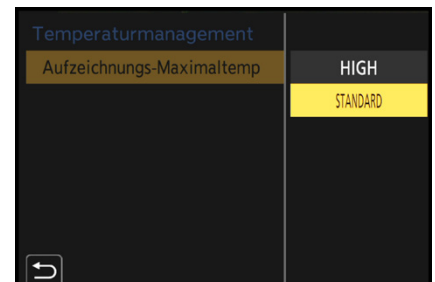 Temperaturmanagement
Aufzeichnungs-Maximaltemp
HIGH
STANDARD